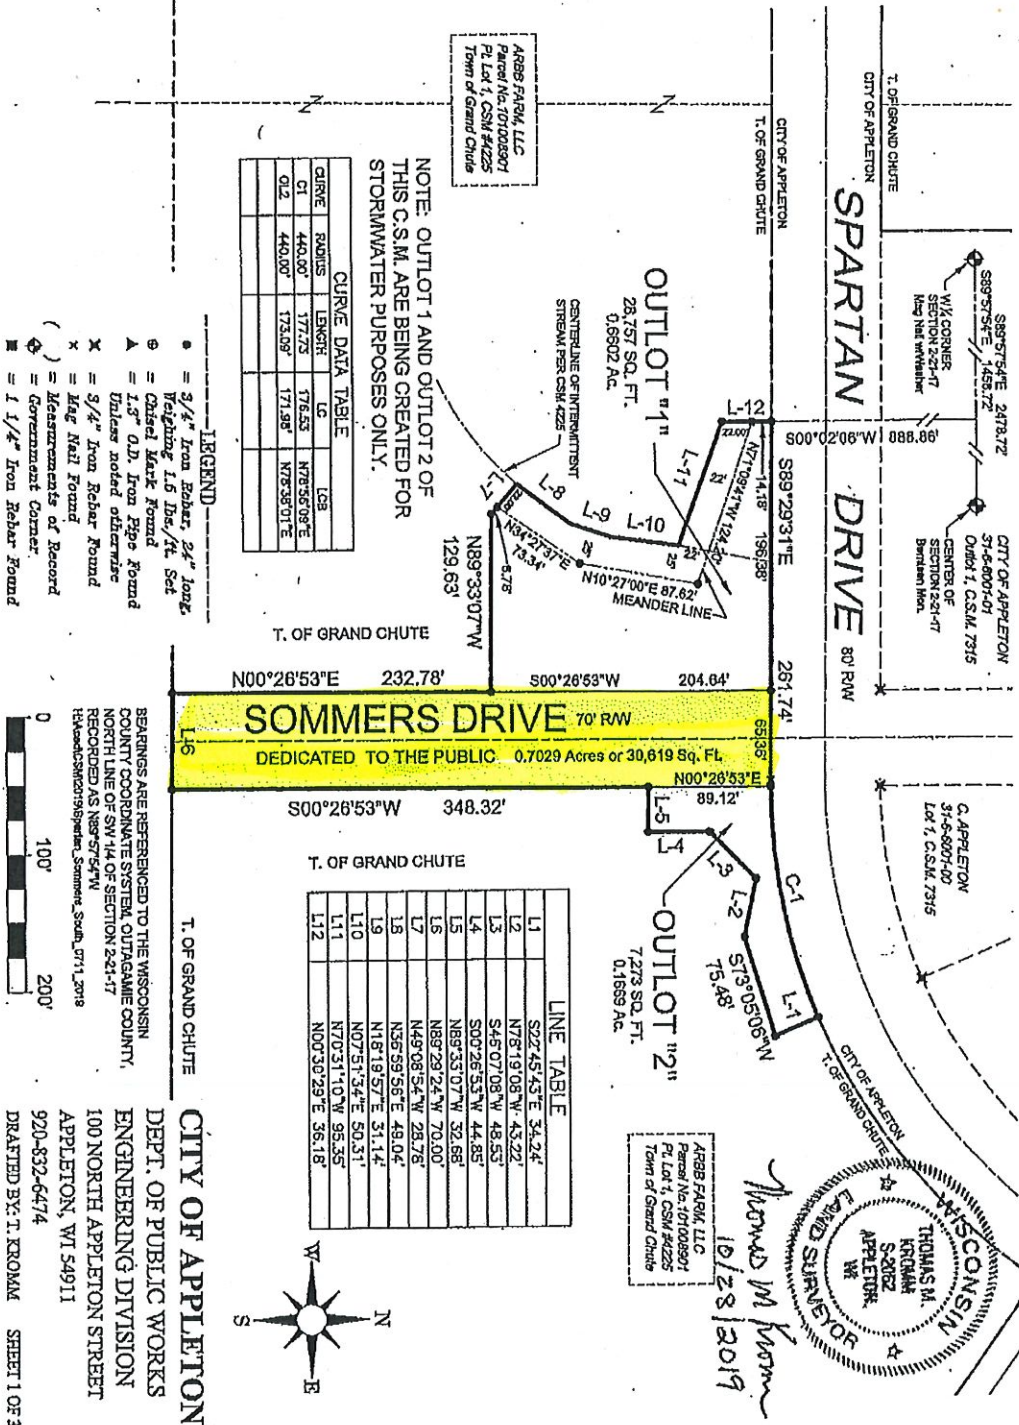 T. OF GRAND CHUTE
CITY OF APPLETON
S89°57'54"E 2479.72'
S89°57'54"E 1458.72'
W¼ CORNER
SECTION 2-21-17
Mag Nail w/Washer
CITY OF APPLETON
31-6-6001-01
Outlot 1, C.S.M. 7315
CENTER OF
SECTION 2-21-17
Berntsen Mon.
C. APPLETON
31-6-6001-00
Lot 1, C.S.M. 7315
SPARTAN DRIVE 80' R/W
CITY OF APPLETON
T. OF GRAND CHUTE
S00°02'06"W 888.86'
S89°29'31"E 261.74'
196.38'
65.36'
14.18'
L-12
22.00'
N71°09'41"W 124.
22'
L-11
OUTLOT "1"
28,757 SQ. FT.
0.6602 Ac.
CENTERLINE OF INTERMITTENT
STREAM PER CSM 4225
L-10
L-9
L-8
L-7
N10°27'00"E 87.62'
MEANDER LINE
N34°27'37"E
73.34'
5.78'
N89°33'07"W
129.63'
ARBB FARM, LLC
Parcel No. 101008901
Pt. Lot 1, CSM #4225
Town of Grand Chute
NOTE: OUTLOT 1 AND OUTLOT 2 OF
THIS C.S.M. ARE BEING CREATED FOR
STORMWATER PURPOSES ONLY.
T. OF GRAND CHUTE
N00°26'53"E 232.78'
S00°26'53"W 204.64'
SOMMERS DRIVE 70' R/W
DEDICATED TO THE PUBLIC 0.7029 Acres or 30,619 Sq. Ft.
L-6
N00°26'53"E
89.12'
S00°26'53"W 348.32'
T. OF GRAND CHUTE
L-5
L-4
L-3
L-2
C-1
L-1
S73°05'06"W
75.48'
OUTLOT "2"
7,273 SQ. FT.
0.1669 Ac.
CITY OF APPLETON
T. OF GRAND CHUTE
ARBB FARM, LLC
Parcel No. 101008901
Pt. Lot 1, CSM #4225
Town of Grand Chute
WISCONSIN
THOMAS M.
KROMM
S-2062
APPLETON,
WI
LAND SURVEYOR
Thomas M Kromm
10/28/2019
CURVE DATA TABLE
CURVE RADIUS LENGTH LC LCB
C1 440.00' 177.73 176.53 N78°55'09"E
OL2 440.00' 173.09' 171.98' N78°38'01"E
LINE TABLE
L1 S22°45'43"E 34.24'
L2 N78°19'08"W 43.22'
L3 S46°07'08"W 48.53'
L4 S00°26'53"W 44.85'
L5 N89°33'07"W 32.68'
L6 N89°29'24"W 70.00'
L7 N49°08'54"W 28.78'
L8 N36°59'56"E 49.04'
L9 N18°19'57"E 31.14'
L10 N07°51'34"E 50.31'
L11 N70°31'10"W 95.35'
L12 N00°30'29"E 36.18'
T. OF GRAND CHUTE
LEGEND
= 3/4" Iron Rebar, 24" long,
Weighing 1.5 lbs./ft. Set
= Chisel Mark Found
= 1.3" O.D. Iron Pipe Found
Unless noted otherwise
= 3/4" Iron Rebar Found
= Mag Nail Found
( ) = Measurements of Record
= Government Corner
= 1 1/4" Iron Rebar Found
BEARINGS ARE REFERENCED TO THE WISCONSIN
COUNTY COORDINATE SYSTEM, OUTAGAMIE COUNTY,
NORTH LINE OF SW 1/4 OF SECTION 2-21-17
RECORDED AS N89°57'54"W
0 100' 200'
N
W
E
S
CITY OF APPLETON
DEPT. OF PUBLIC WORKS
ENGINEERING DIVISION
100 NORTH APPLETON STREET
APPLETON, WI 54911
920-832-6474
DRAFTED BY: T. KROMM SHEET 1 OF 3